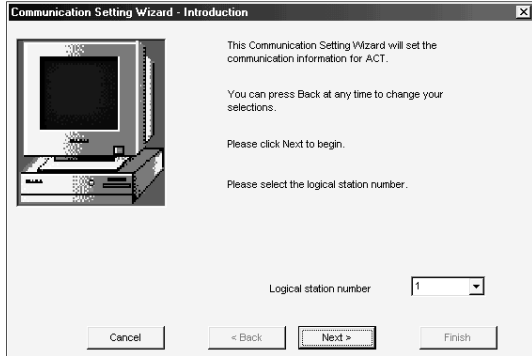 Communication Setting Wizard - Introduction
This Communication Setting Wizard will set the
communication information for ACT.
You can press Back at any time to change your
selections.
Please click Next to begin.
Please select the logical station number.
Logical station number 1
Cancel < Back Next > Finish